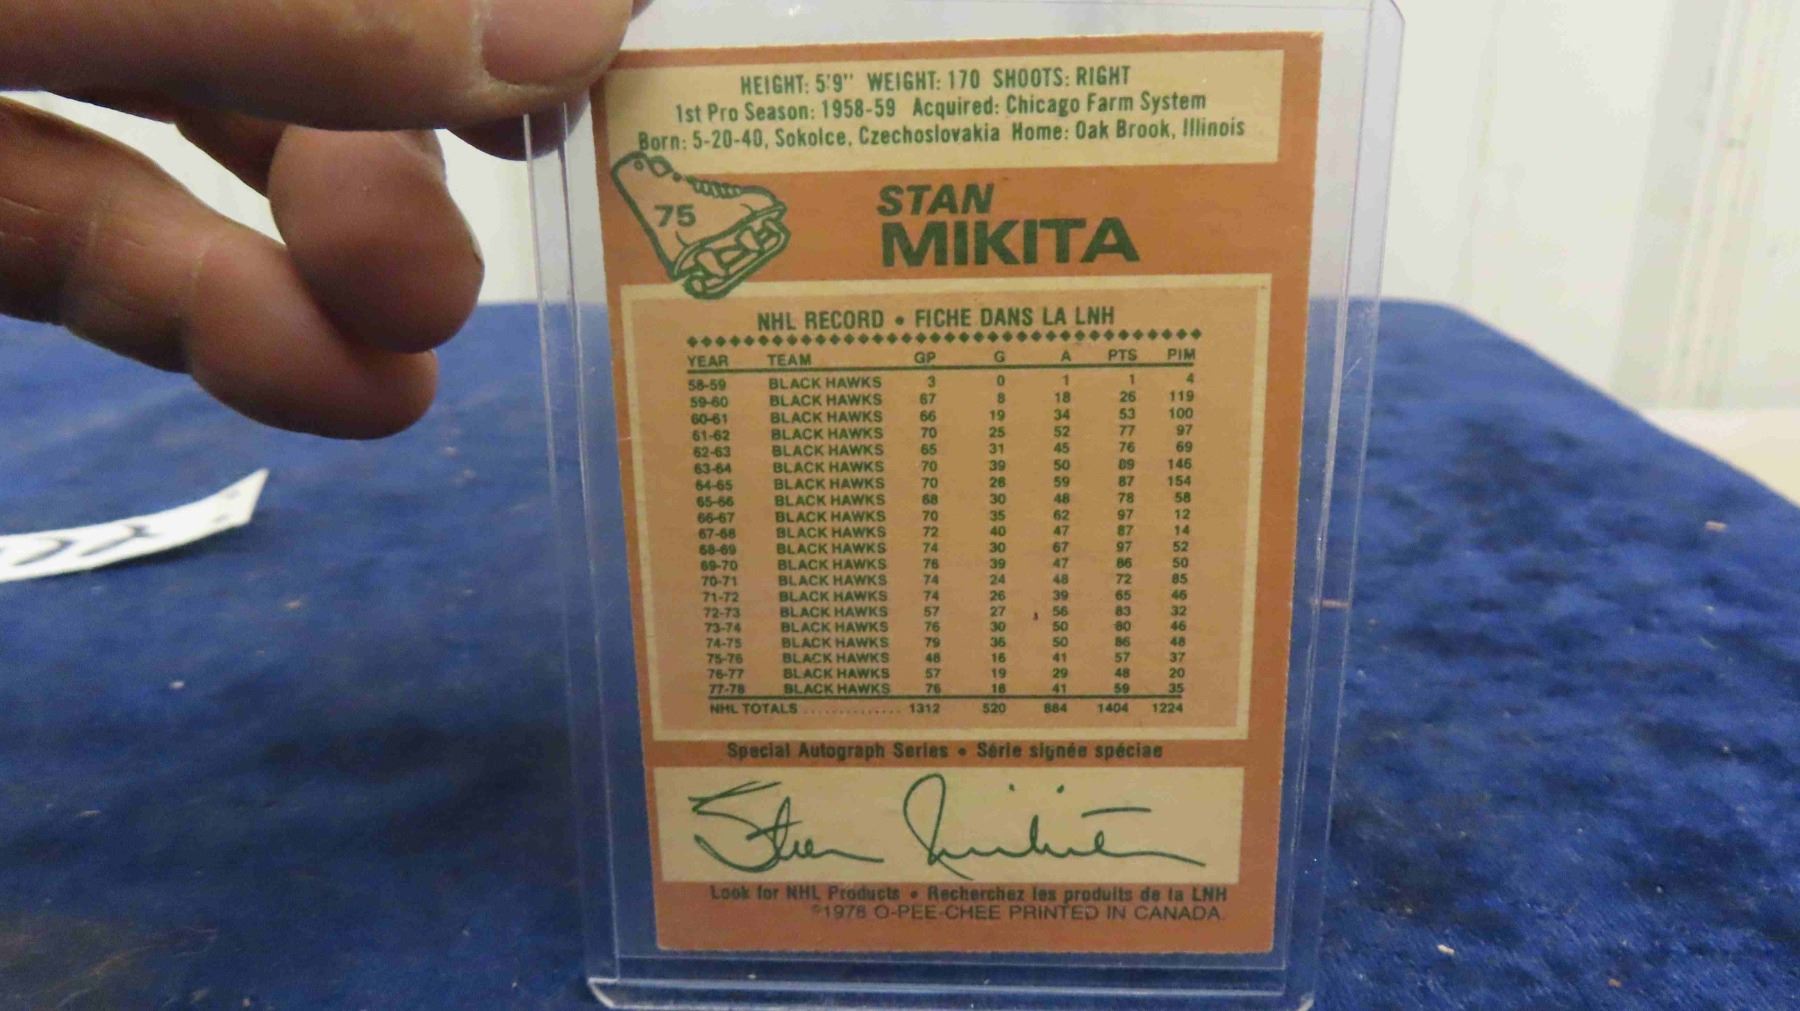 HEIGHT: 5'9" WEIGHT: 170 SHOOTS: RIGHT
1st Pro Season: 1958-59 Acquired: Chicago Farm System
Born: 5-20-40, Sokolce, Czechoslovakia Home: Oak Brook, Illinois
75
STAN
MIKITA
NHL RECORD • FICHE DANS LA LNH
YEAR TEAM GP G A PTS PIM
58-59 BLACK HAWKS 3 0 1 1 4
59-60 BLACK HAWKS 67 8 18 26 119
60-61 BLACK HAWKS 66 19 34 53 100
61-62 BLACK HAWKS 70 25 52 77 97
62-63 BLACK HAWKS 65 31 45 76 69
63-64 BLACK HAWKS 70 39 50 89 146
64-65 BLACK HAWKS 70 28 59 87 154
65-66 BLACK HAWKS 68 30 48 78 58
66-67 BLACK HAWKS 70 35 62 97 12
67-68 BLACK HAWKS 72 40 47 87 14
68-69 BLACK HAWKS 74 30 67 97 52
69-70 BLACK HAWKS 76 39 47 86 50
70-71 BLACK HAWKS 74 24 48 72 85
71-72 BLACK HAWKS 74 26 39 65 46
72-73 BLACK HAWKS 57 27 56 83 32
73-74 BLACK HAWKS 76 30 50 80 46
74-75 BLACK HAWKS 79 36 50 86 48
75-76 BLACK HAWKS 48 16 41 57 37
76-77 BLACK HAWKS 57 19 29 48 20
77-78 BLACK HAWKS 76 18 41 59 35
NHL TOTALS .............. 1312 520 884 1404 1224
Special Autograph Series • Série signée spéciae
Stan Mikita
Look for NHL Products • Recherchez les produits de la LNH
©1978 O-PEE-CHEE PRINTED IN CANADA.